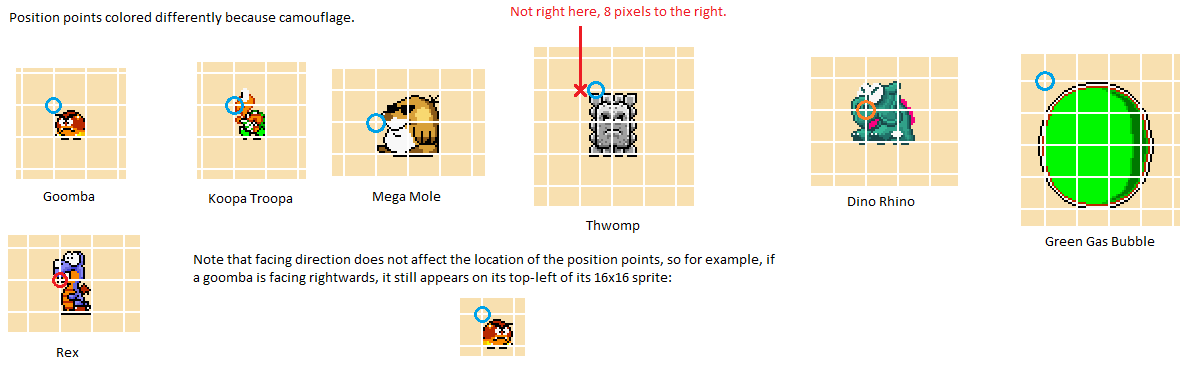 Position points colored differently because camouflage.
Not right here, 8 pixels to the right.
Goomba
Koopa Troopa
Mega Mole
Thwomp
Dino Rhino
Green Gas Bubble
Rex
Note that facing direction does not affect the location of the position points, so for example, if
a goomba is facing rightwards, it still appears on its top-left of its 16x16 sprite: